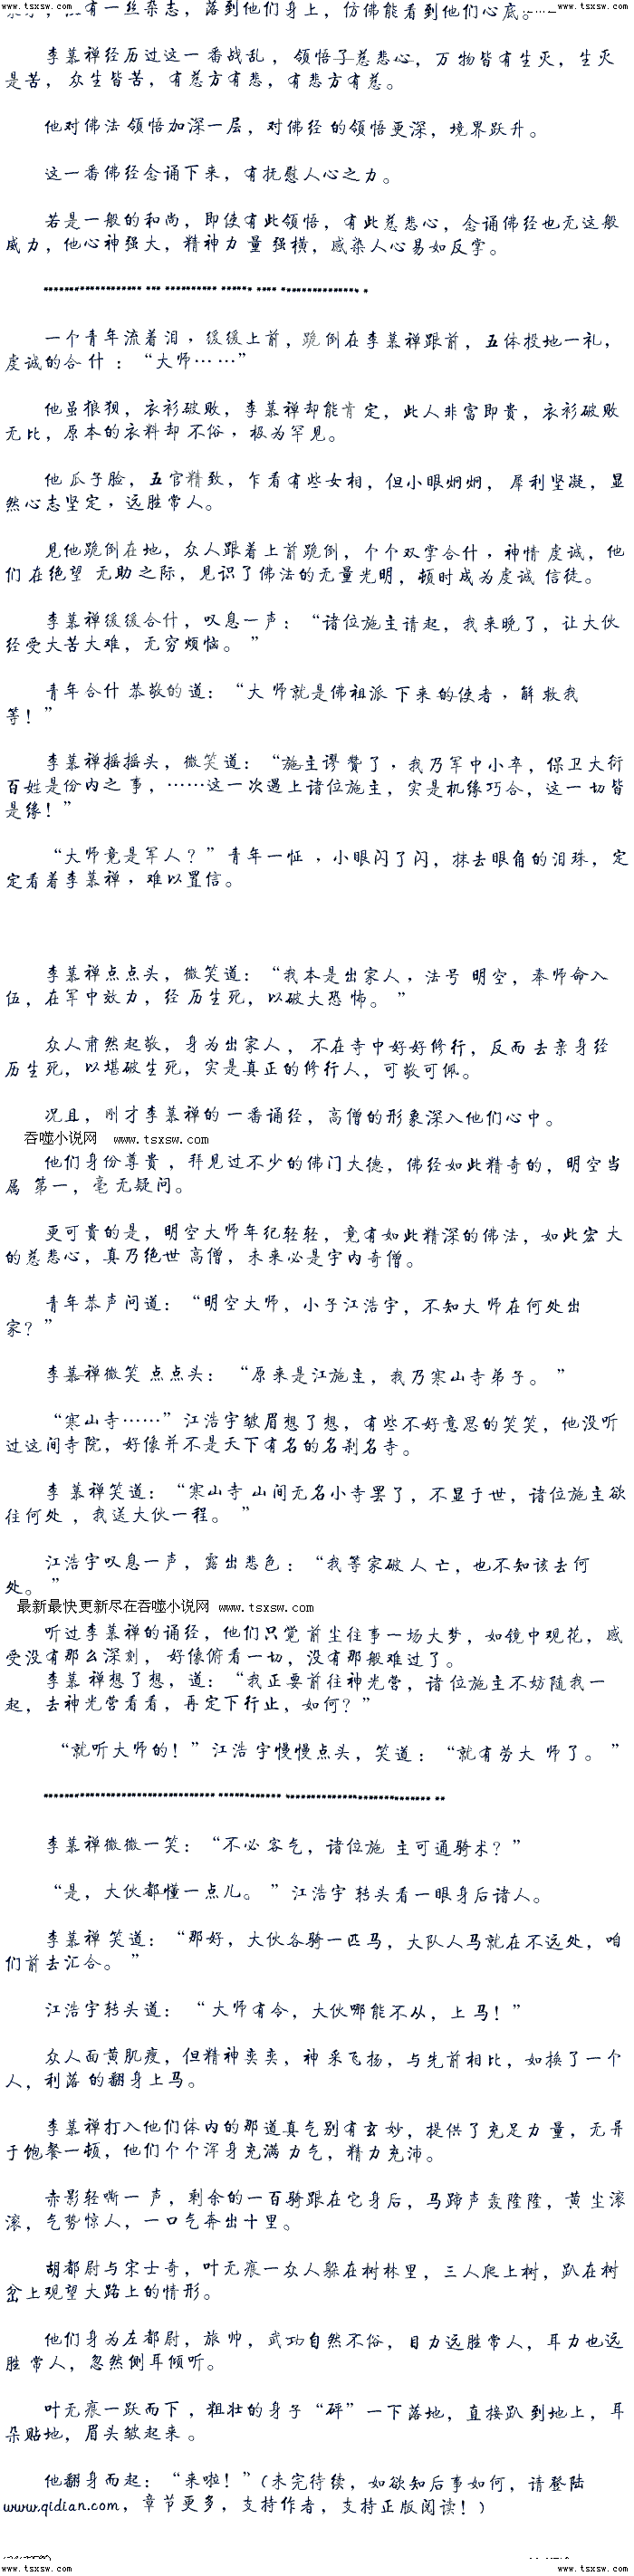 www.tsxsw.com www.tsxsw.com
有一丝杂志，落到他们身上，仿佛能看到他们心底。
李慕禅经历过这一番战乱，领悟了慈悲心，万物皆有生灭，生灭
是苦，众生皆苦，有慈方有悲，有悲方有慈。
他对佛法领悟加深一层，对佛经的领悟更深，境界跃升。
这一番佛经念诵下来，有抚慰人心之力。
若是一般的和尚，即使有此领悟，有此慈悲心，念诵佛经也无这般
威力，他心神强大，精神力量强横，感染人心易如反掌。
一个青年流着泪，缓缓上前，跪倒在李慕禅跟前，五体投地一礼，
虔诚的合什：“大师……”
他虽狼狈，衣衫破败，李慕禅却能肯定，此人非富即贵，衣衫破败
无比，原本的衣料却不俗，极为罕见。
他瓜子脸，五官精致，乍看有些女相，但小眼炯炯，犀利坚凝，显
然心志坚定，远胜常人。
见他跪倒在地，众人跟着上前跪倒，个个双掌合什，神情虔诚，他
们在绝望无助之际，见识了佛法的无量光明，顿时成为虔诚信徒。
李慕禅缓缓合什，叹息一声：“诸位施主请起，我来晚了，让大伙
经受大苦大难，无穷烦恼。”
青年合什恭敬的道：“大师就是佛祖派下来的使者，解救我
等！”
李慕禅摇摇头，微笑道：“施主谬赞了，我乃军中小卒，保卫大衍
百姓是份内之事，……这一次遇上诸位施主，实是机缘巧合，这一切皆
是缘！”
“大师竟是军人？”青年一怔，小眼闪了闪，抹去眼角的泪珠，定
定看着李慕禅，难以置信。
李慕禅点点头，微笑道：“我本是出家人，法号明空，奉师命入
伍，在军中效力，经历生死，以破大恐怖。”
众人肃然起敬，身为出家人，不在寺中好好修行，反而去亲身经
历生死，以堪破生死，实是真正的修行人，可敬可佩。
况且，刚才李慕禅的一番诵经，高僧的形象深入他们心中。
吞噬小说网 www.tsxsw.com
他们身份尊贵，拜见过不少的佛门大德，佛经如此精奇的，明空当
属第一，毫无疑问。
更可贵的是，明空大师年纪轻轻，竟有如此精深的佛法，如此宏大
的慈悲心，真乃绝世高僧，未来必是宇内奇僧。
青年恭声问道：“明空大师，小子江浩宇，不知大师在何处出
家？”
李慕禅微笑点点头：“原来是江施主，我乃寒山寺弟子。”
“寒山寺……”江浩宇皱眉想了想，有些不好意思的笑笑，他没听
过这间寺院，好像并不是天下有名的名刹名寺。
李慕禅笑道：“寒山寺山间无名小寺罢了，不显于世，诸位施主欲
往何处，我送大伙一程。”
江浩宇叹息一声，露出悲色：“我等家破人亡，也不知该去何
处。”
最新最快更新尽在吞噬小说网 www.tsxsw.com
听过李慕禅的诵经，他们只觉前尘往事一场大梦，如镜中观花，感
受没有那么深刻，好像俯看一切，没有那般难过了。
李慕禅想了想，道：“我正要前往神光营，诸位施主不妨随我一
起，去神光营看看，再定下行止，如何？”
“就听大师的！”江浩宇慢慢点头，笑道：“就有劳大师了。”
李慕禅微微一笑：“不必客气，诸位施主可通骑术？”
“是，大伙都懂一点儿。”江浩宇转头看一眼身后诸人。
李慕禅笑道：“那好，大伙各骑一匹马，大队人马就在不远处，咱
们前去汇合。”
江浩宇转头道：“大师有令，大伙哪能不从，上马！”
众人面黄肌瘦，但精神奕奕，神采飞扬，与先前相比，如换了一个
人，利落的翻身上马。
李慕禅打入他们体内的那道真气别有玄妙，提供了充足力量，无异
于饱餐一顿，他们个个浑身充满力气，精力充沛。
赤影轻嘶一声，剩余的一百骑跟在它身后，马蹄声轰隆隆，黄尘滚
滚，气势惊人，一口气奔出十里。
胡都尉与宋士奇，叶无痕一众人躲在树林里，三人爬上树，趴在树
岔上观望大路上的情形。
他们身为左都尉，旅帅，武功自然不俗，目力远胜常人，耳力也远
胜常人，忽然侧耳倾听。
叶无痕一跃而下，粗壮的身子“砰”一下落地，直接趴到地上，耳
朵贴地，眉头皱起来。
他翻身而起：“来啦！”(未完待续，如欲知后事如何，请登陆
www.qidian.com，章节更多，支持作者，支持正版阅读！)
www.tsxsw.com www.tsxsw.com